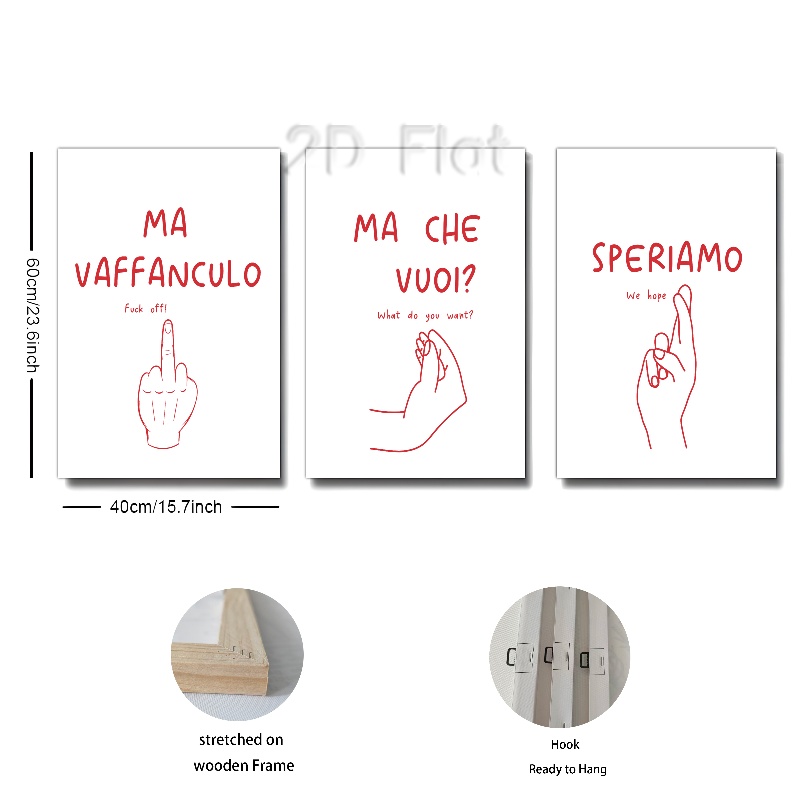 2D Flat
MA
VAFFANCULO
Fuck off!
MA CHE
VUOI?
What do you want?
SPERIAMO
We hope
60cm/23.6inch
40cm/15.7inch
stretched on
wooden Frame
Hook
Ready to Hang